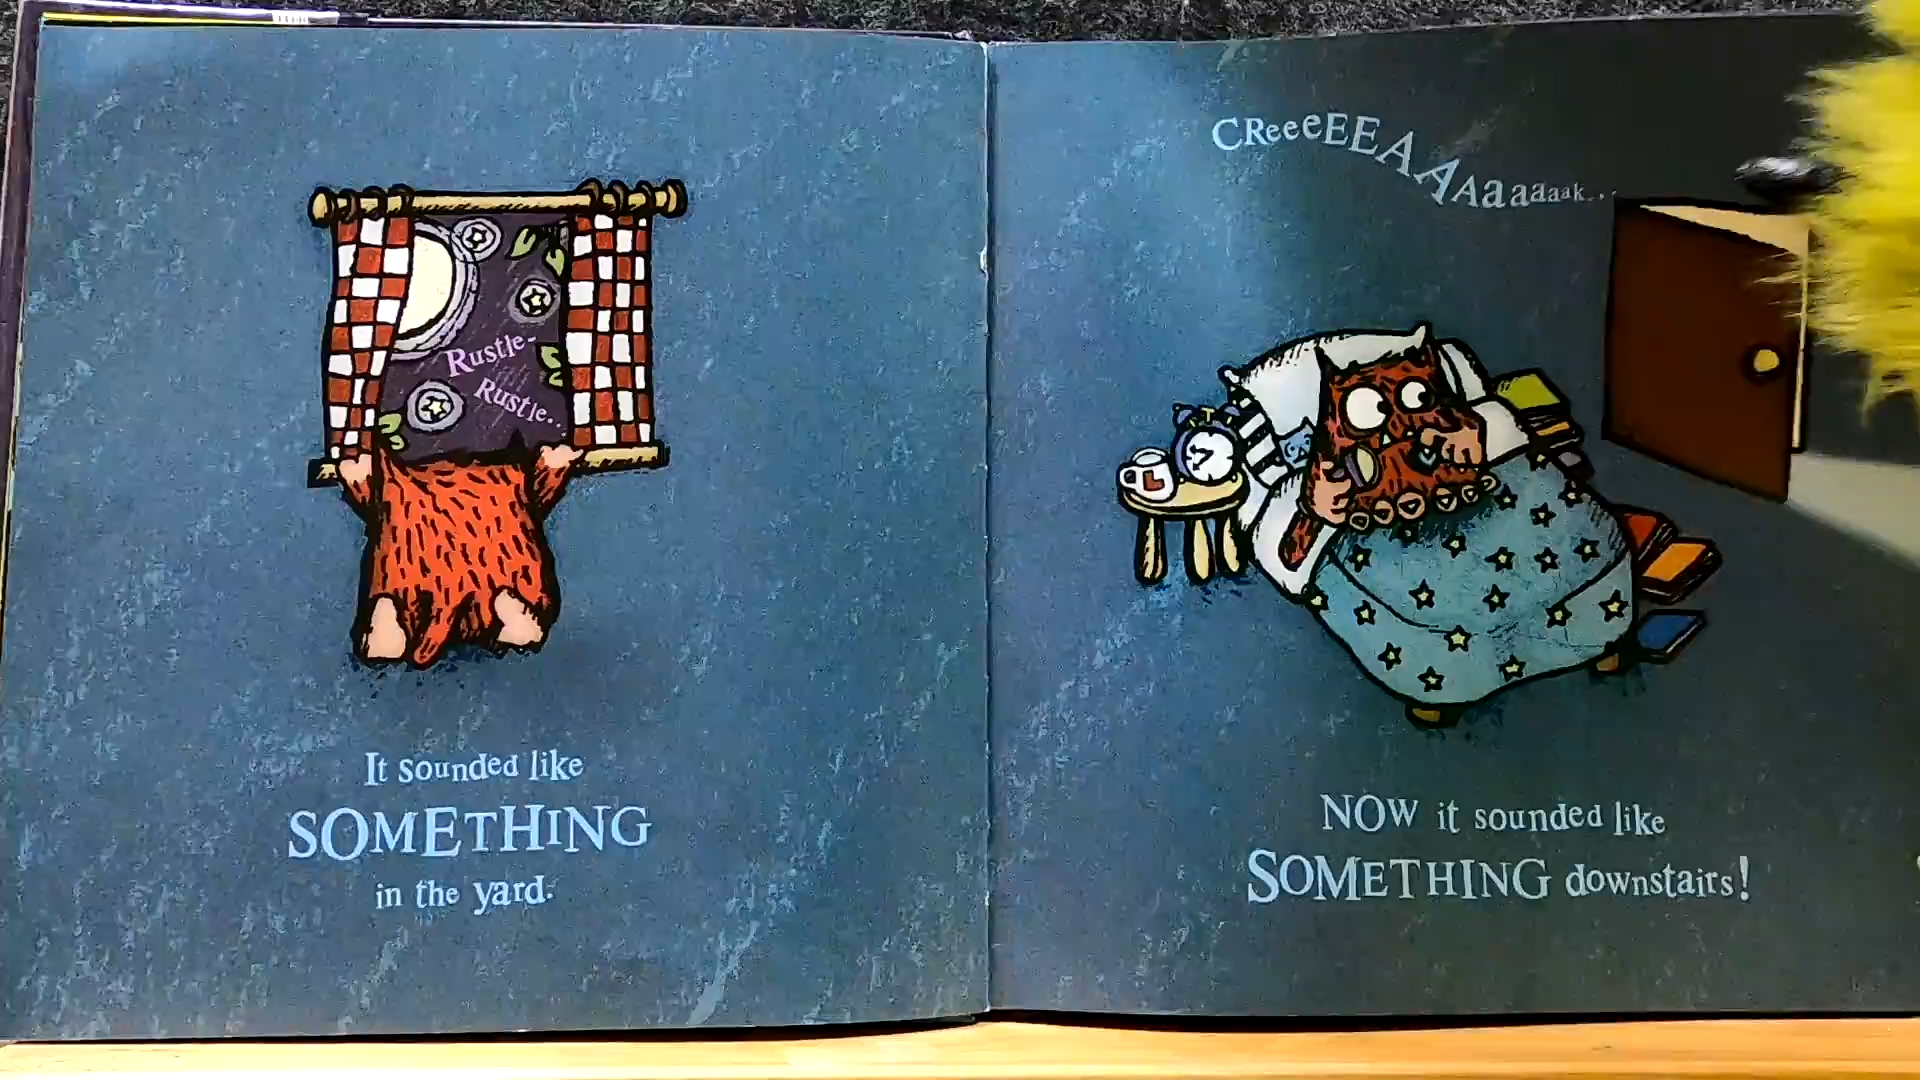 Rustle-
Rustle...
It sounded like
SOMETHING
in the yard.
CReeeEEAAAaaaaak...
NOW it sounded like
SOMETHING downstairs!